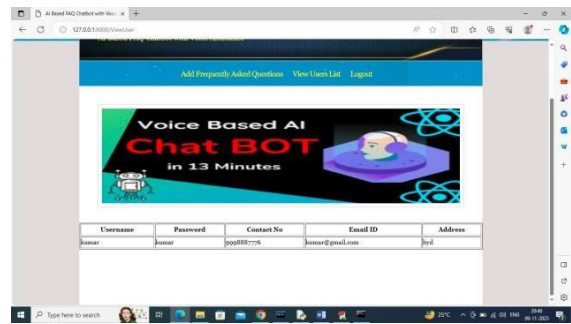 AI Based FAQ Chatbot with Voice
127.0.0.1:8000/ViewUser
Add Frequently Asked Questions View Users List Logout
Voice Based AI
Chat BOT
in 13 Minutes
Username Password Contact No Email ID Address
kumar kumar 9998887776 kumar@gmail.com hyd
Type here to search
25°C ENG 20:40
09-11-2023